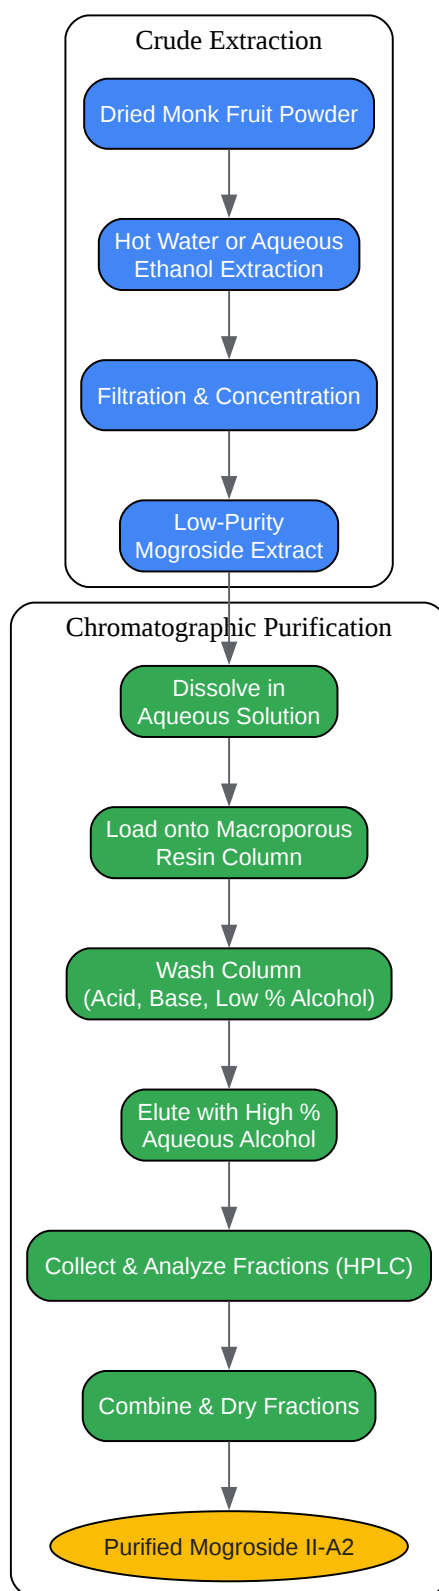 Crude Extraction
Dried Monk Fruit Powder
Hot Water or Aqueous
Ethanol Extraction
Filtration & Concentration
Low-Purity
Mogroside Extract
Chromatographic Purification
Dissolve in
Aqueous Solution
Load onto Macroporous
Resin Column
Wash Column
(Acid, Base, Low % Alcohol)
Elute with High %
Aqueous Alcohol
Collect & Analyze Fractions (HPLC)
Combine & Dry Fractions
Purified Mogroside II-A2